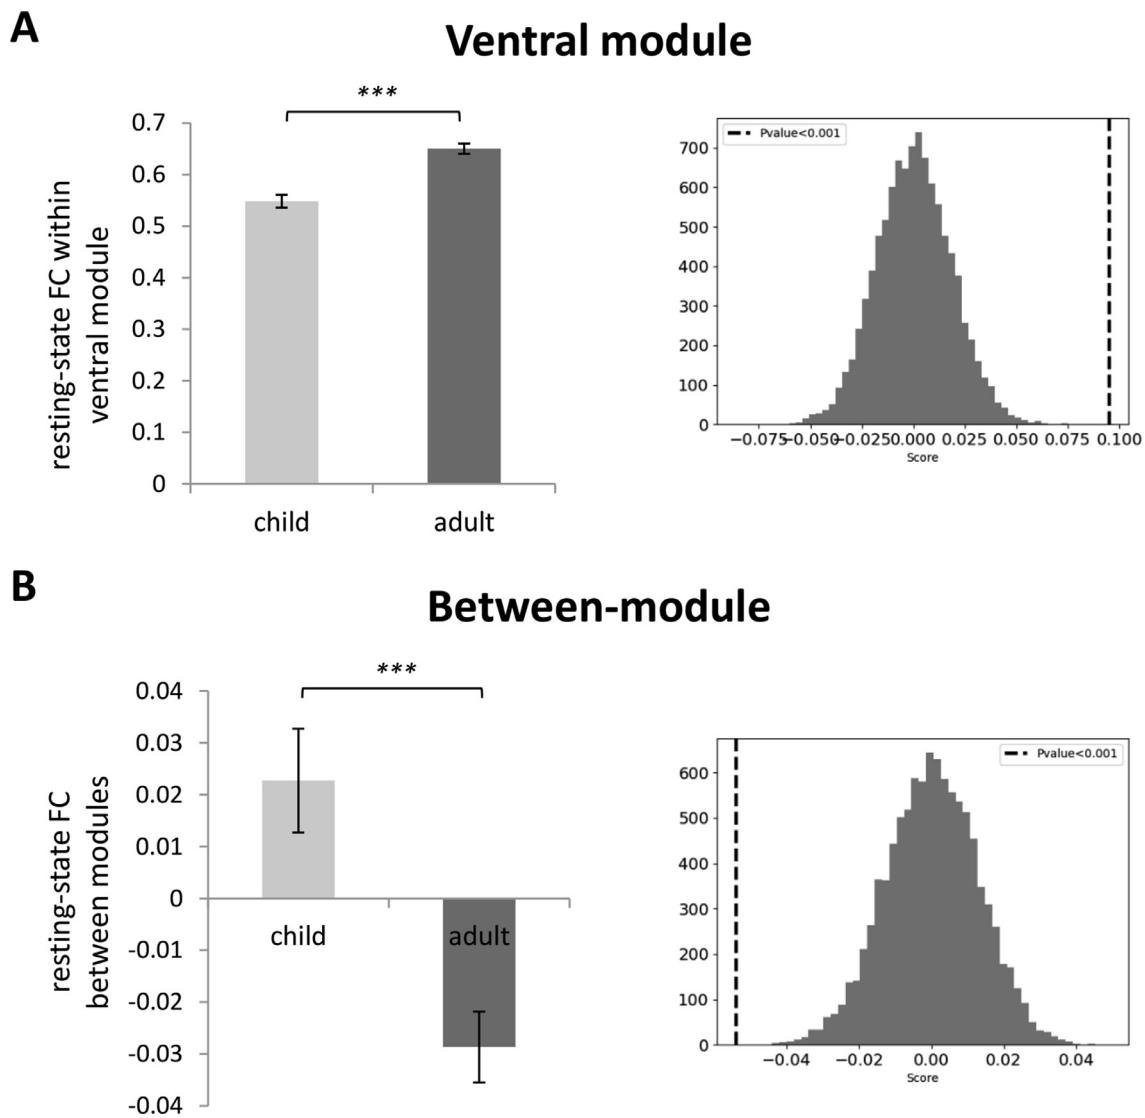 A
Ventral module
***
0.7
0.6
0.5
0.4
0.3
0.2
0.1
0
resting-state FC within
ventral module
child adult
Pvalue<0.001
700
600
500
400
300
200
100
0
−0.075 −0.050 −0.025 0.000 0.025 0.050 0.075 0.100
Score
B
Between-module
***
0.04
0.03
0.02
0.01
0
-0.01
-0.02
-0.03
-0.04
resting-state FC
between modules
child adult
Pvalue<0.001
600
500
400
300
200
100
0
−0.04 −0.02 0.00 0.02 0.04
Score